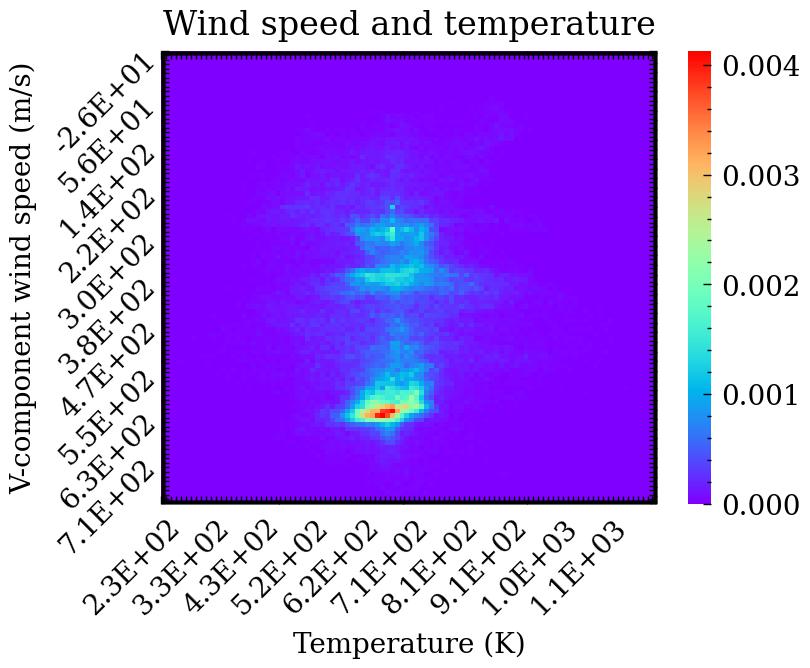 Wind speed and temperature
V-component wind speed (m/s)
-2.6E+01
5.6E+01
1.4E+02
2.2E+02
3.0E+02
3.8E+02
4.7E+02
5.5E+02
6.3E+02
7.1E+02
2.3E+02
3.3E+02
4.3E+02
5.2E+02
6.2E+02
7.1E+02
8.1E+02
9.1E+02
1.0E+03
1.1E+03
Temperature (K)
0.004
0.003
0.002
0.001
0.000